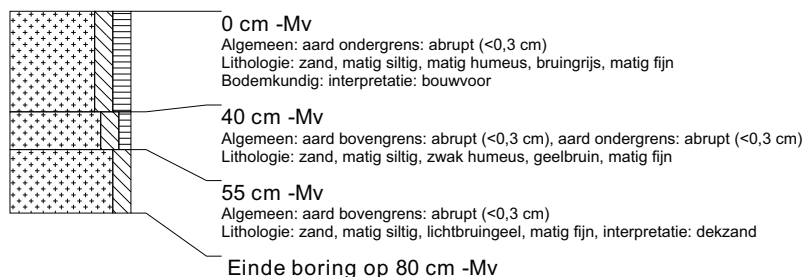 0 cm -Mv
Algemeen: aard ondergrens: abrupt (<0,3 cm)
Lithologie: zand, matig siltig, matig humeus, bruingrijs, matig fijn
Bodemkundig: interpretatie: bouwvoor
40 cm -Mv
Algemeen: aard bovengrens: abrupt (<0,3 cm), aard ondergrens: abrupt (<0,3 cm)
Lithologie: zand, matig siltig, zwak humeus, geelbruin, matig fijn
55 cm -Mv
Algemeen: aard bovengrens: abrupt (<0,3 cm)
Lithologie: zand, matig siltig, lichtbruingeel, matig fijn, interpretatie: dekzand
Einde boring op 80 cm -Mv